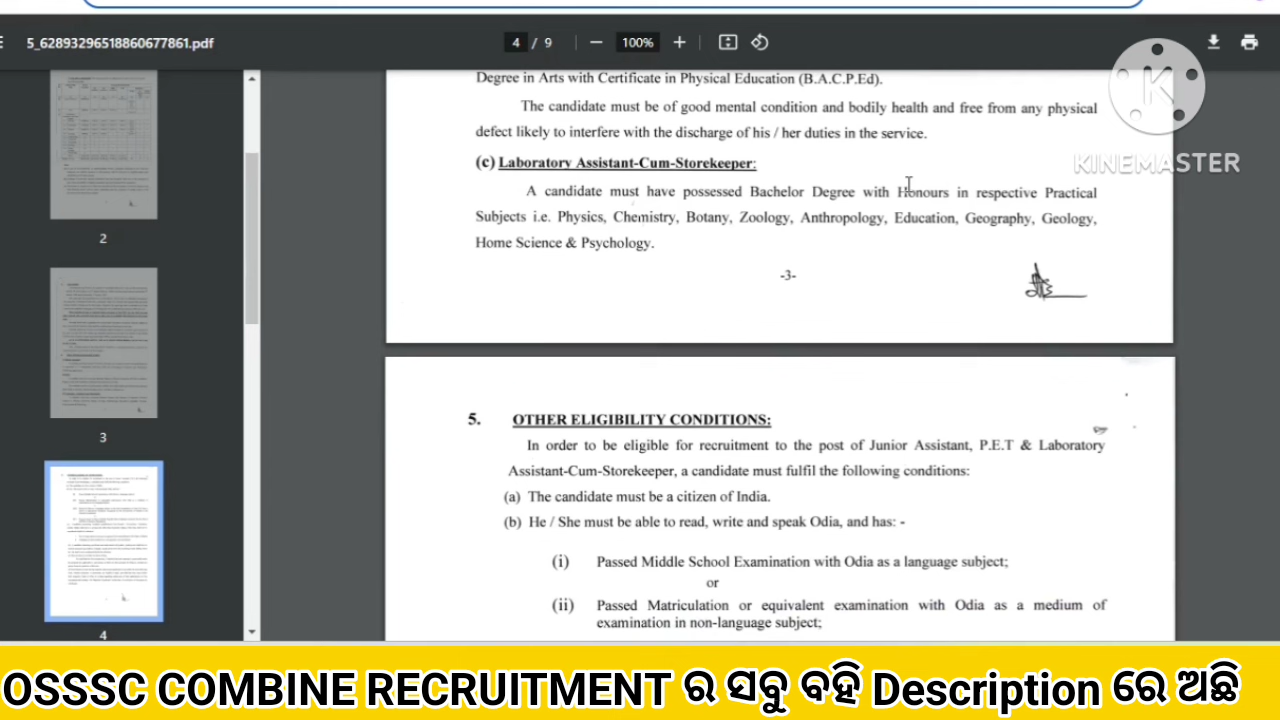 5_62893296518860677861.pdf
4 / 9
100%
KINEMASTER
2
3
4
Degree in Arts with Certificate in Physical Education (B.A.C.P.Ed).
The candidate must be of good mental condition and bodily health and free from any physical
defect likely to interfere with the discharge of his / her duties in the service.
(c) Laboratory Assistant-Cum-Storekeeper:
A candidate must have possessed Bachelor Degree with Honours in respective Practical
Subjects i.e. Physics, Chemistry, Botany, Zoology, Anthropology, Education, Geography, Geology,
Home Science & Psychology.
-3-
5. OTHER ELIGIBILITY CONDITIONS:
In order to be eligible for recruitment to the post of Junior Assistant, P.E.T & Laboratory
Assistant-Cum-Storekeeper, a candidate must fulfil the following conditions:
(a) The candidate must be a citizen of India.
(b) He / She must be able to read, write and speak Odia, and has: -
(i) Passed Middle School Examination with Odia as a language subject;
or
(ii) Passed Matriculation or equivalent examination with Odia as a medium of
examination in non-language subject;
OSSSC COMBINE RECRUITMENT ର ସବୁ ବହି Description ରେ ଅଛି